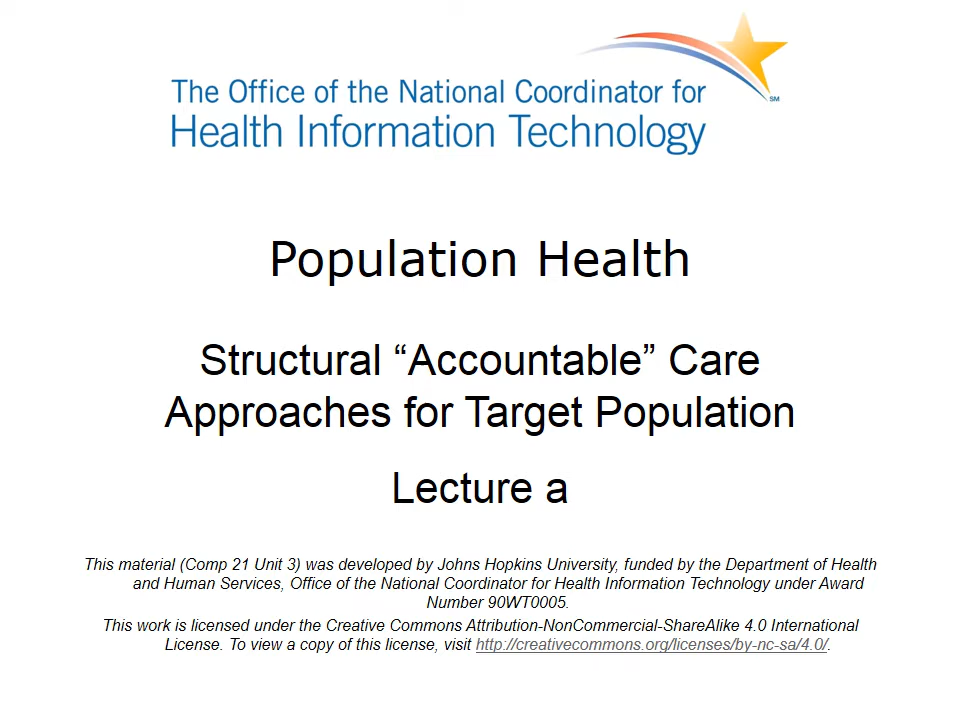 The Office of the National Coordinator for
Health Information Technology
SM
Population Health
Structural “Accountable” Care
Approaches for Target Population
Lecture a
This material (Comp 21 Unit 3) was developed by Johns Hopkins University, funded by the Department of Health
and Human Services, Office of the National Coordinator for Health Information Technology under Award
Number 90WT0005.
This work is licensed under the Creative Commons Attribution-NonCommercial-ShareAlike 4.0 International
License. To view a copy of this license, visit http://creativecommons.org/licenses/by-nc-sa/4.0/.